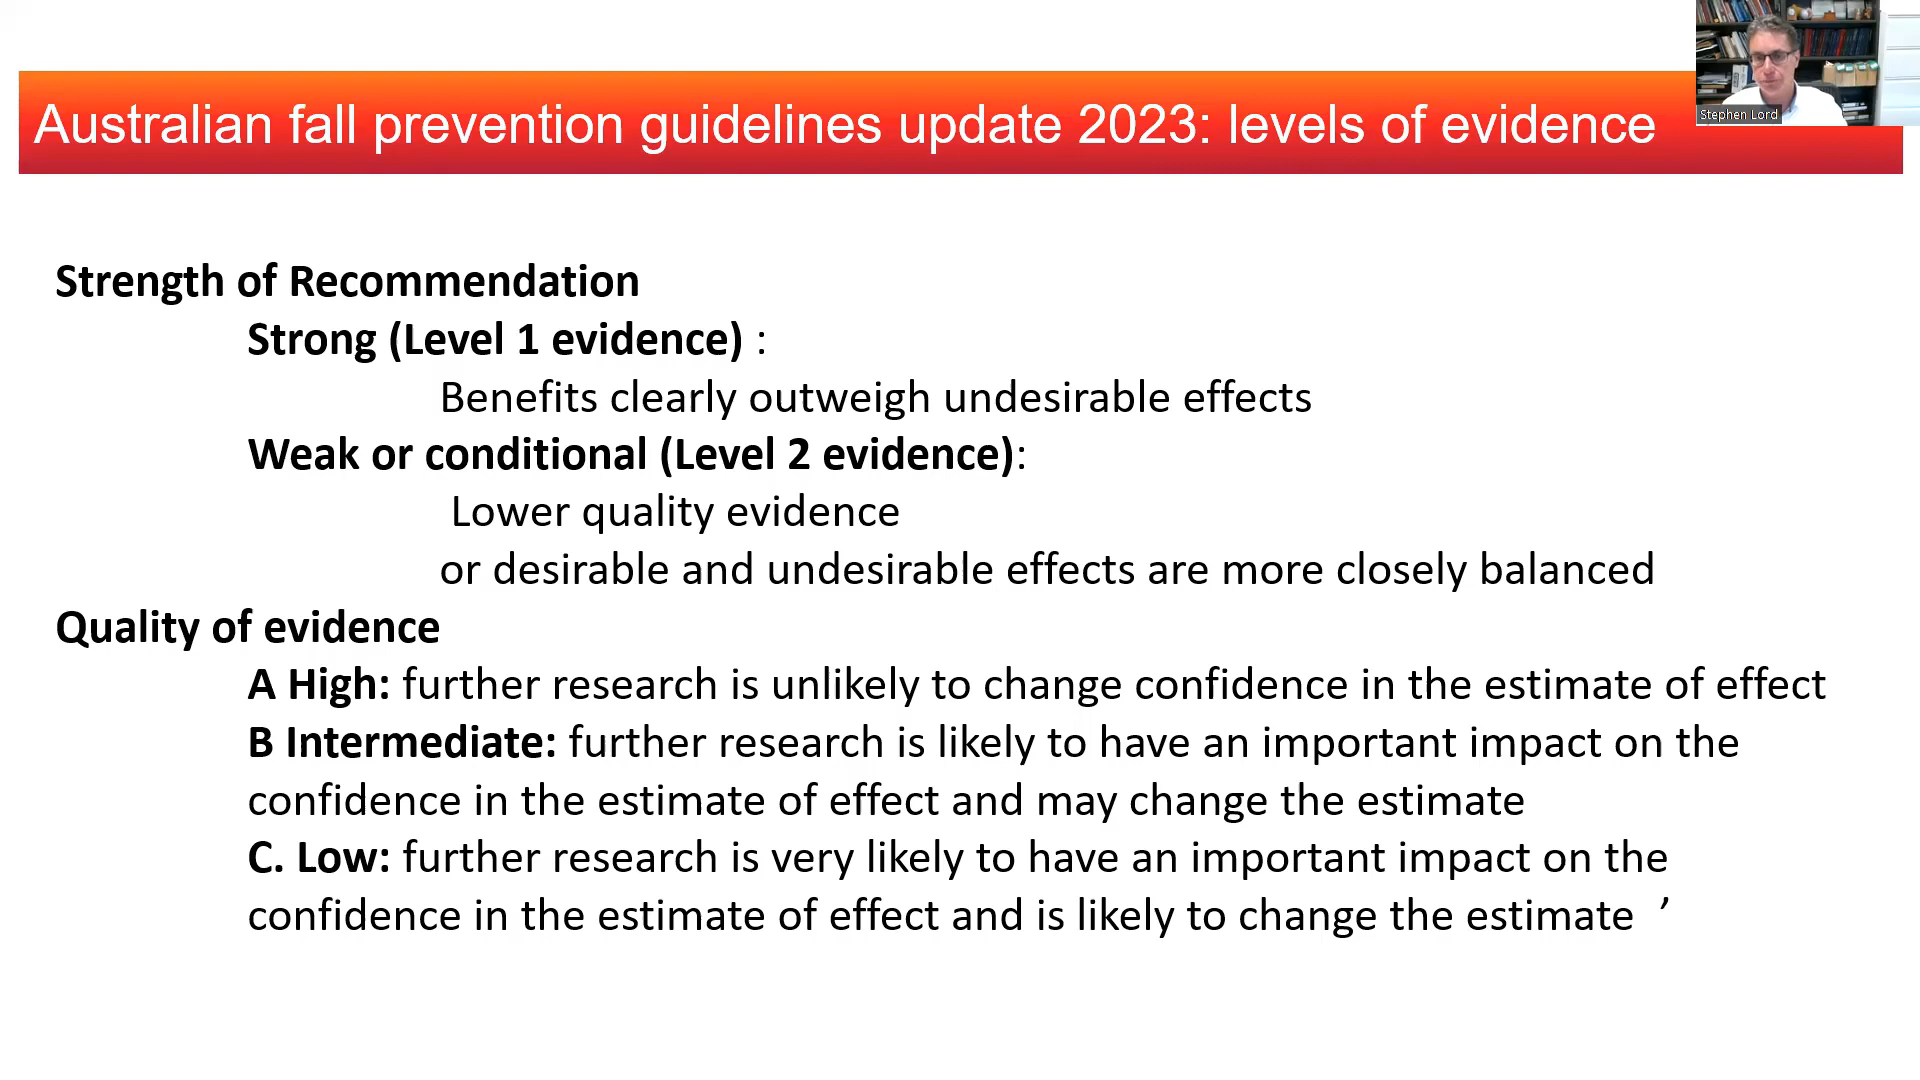 Australian fall prevention guidelines update 2023: levels of evidence
Stephen Lord
Strength of Recommendation
Strong (Level 1 evidence) :
Benefits clearly outweigh undesirable effects
Weak or conditional (Level 2 evidence):
Lower quality evidence
or desirable and undesirable effects are more closely balanced
Quality of evidence
A High: further research is unlikely to change confidence in the estimate of effect
B Intermediate: further research is likely to have an important impact on the
confidence in the estimate of effect and may change the estimate
C. Low: further research is very likely to have an important impact on the
confidence in the estimate of effect and is likely to change the estimate ’